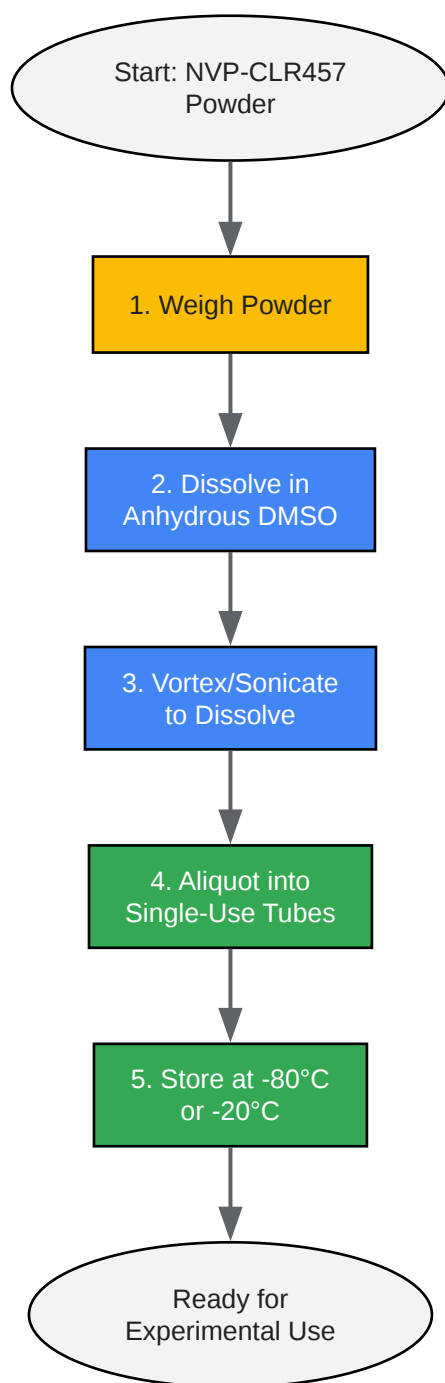 Start: NVP-CLR457
Powder
1. Weigh Powder
2. Dissolve in
Anhydrous DMSO
3. Vortex/Sonicate
to Dissolve
4. Aliquot into
Single-Use Tubes
5. Store at -80°C
or -20°C
Ready for
Experimental Use